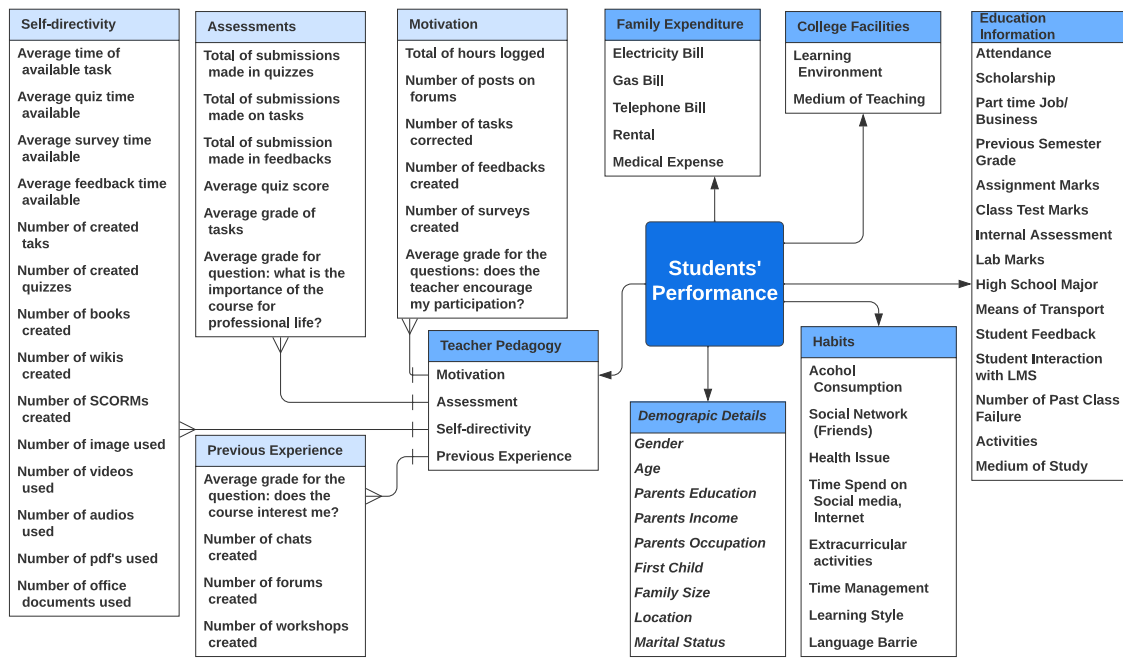 Self-directivity
Average time of
available task
Average quiz time
available
Average survey time
available
Average feedback time
available
Number of created
taks
Number of created
quizzes
Number of books
created
Number of wikis
created
Number of SCORMs
created
Number of image used
Number of videos
used
Number of audios
used
Number of pdf's used
Number of office
documents used
Assessments
Total of submissions
made in quizzes
Total of submissions
made on tasks
Total of submission
made in feedbacks
Average quiz score
Average grade of
tasks
Average grade for
question: what is the
importance of the
course for
professional life?
Motivation
Total of hours logged
Number of posts on
forums
Number of tasks
corrected
Number of feedbacks
created
Number of surveys
created
Average grade for the
questions: does the
teacher encourage
my participation?
Previous Experience
Average grade for the
question: does the
course interest me?
Number of chats
created
Number of forums
created
Number of workshops
created
Teacher Pedagogy
Motivation
Assessment
Self-directivity
Previous Experience
Family Expenditure
Electricity Bill
Gas Bill
Telephone Bill
Rental
Medical Expense
Students'
Performance
Demograpic Details
Gender
Age
Parents Education
Parents Income
Parents Occupation
First Child
Family Size
Location
Marital Status
College Facilities
Learning
Environment
Medium of Teaching
Habits
Acohol
Consumption
Social Network
(Friends)
Health Issue
Time Spend on
Social media,
Internet
Extracurricular
activities
Time Management
Learning Style
Language Barrie
Education
Information
Attendance
Scholarship
Part time Job/
Business
Previous Semester
Grade
Assignment Marks
Class Test Marks
Internal Assessment
Lab Marks
High School Major
Means of Transport
Student Feedback
Student Interaction
with LMS
Number of Past Class
Failure
Activities
Medium of Study